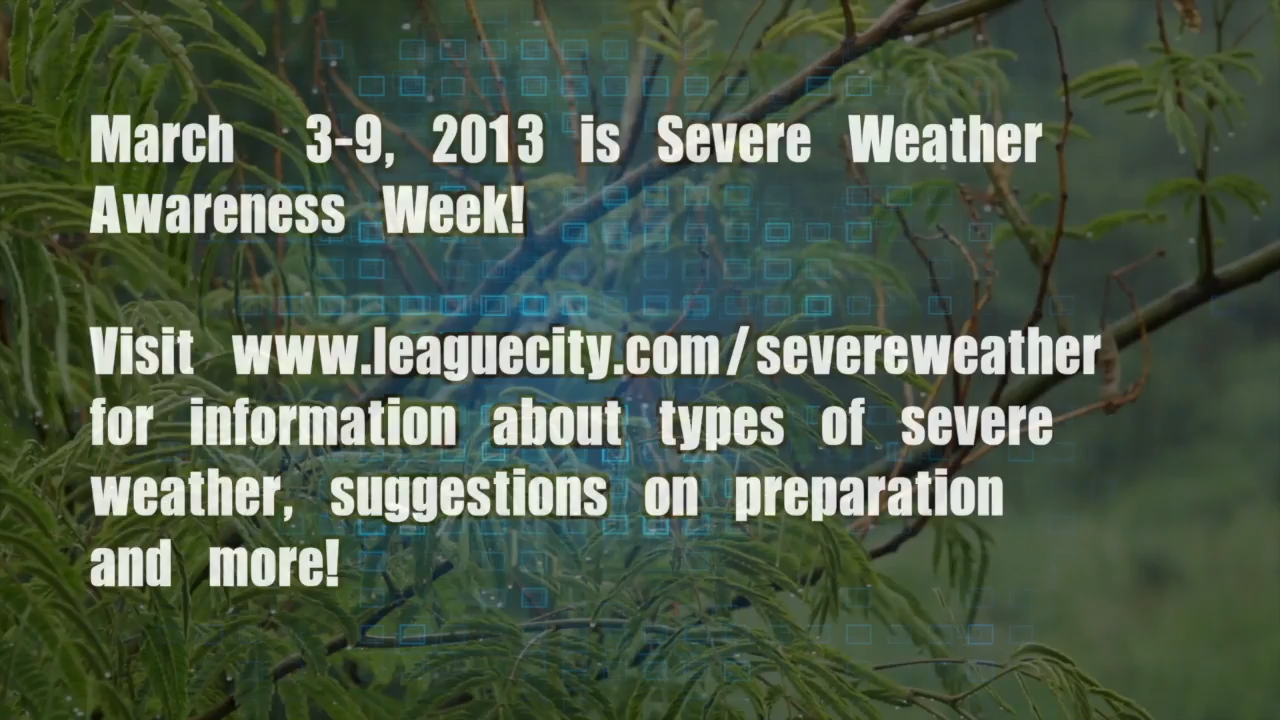 March 3-9, 2013 is Severe Weather
Awareness Week!
Visit www.leaguecity.com/severeweather
for information about types of severe
weather, suggestions on preparation
and more!